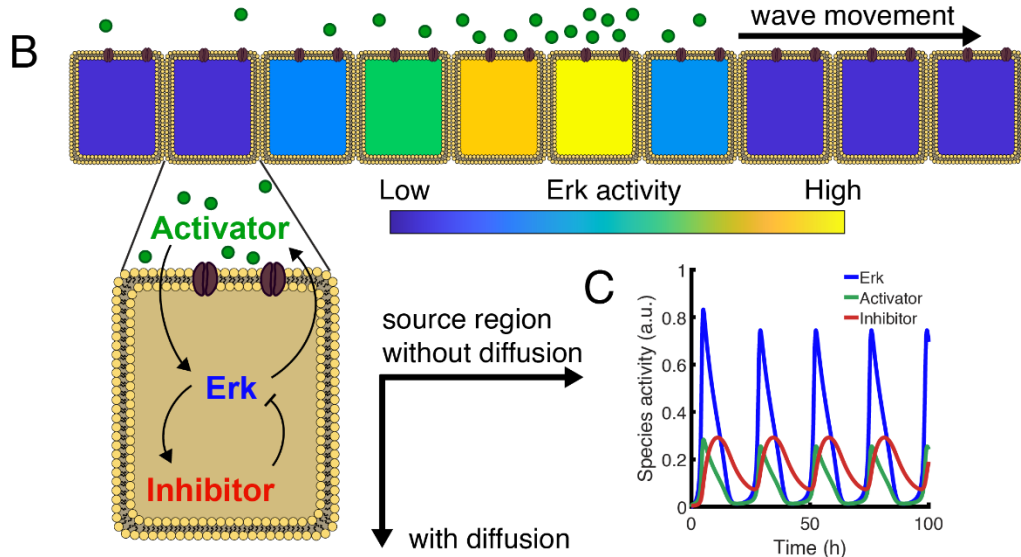 B
wave movement
Low
Erk activity
High
Activator
Erk
Inhibitor
source region
without diffusion
with diffusion
C
Erk
Activator
Inhibitor
Species activity (a.u.)
1
0.8
0.6
0.4
0.2
0
0
50
100
Time (h)